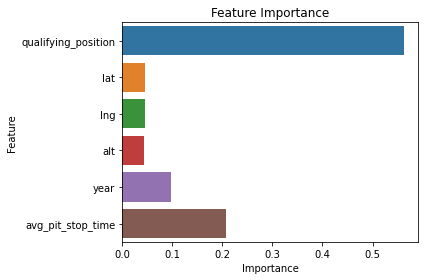 Feature Importance
qualifying_position
lat
lng
alt
year
avg_pit_stop_time
Feature
0.0 0.1 0.2 0.3 0.4 0.5
Importance